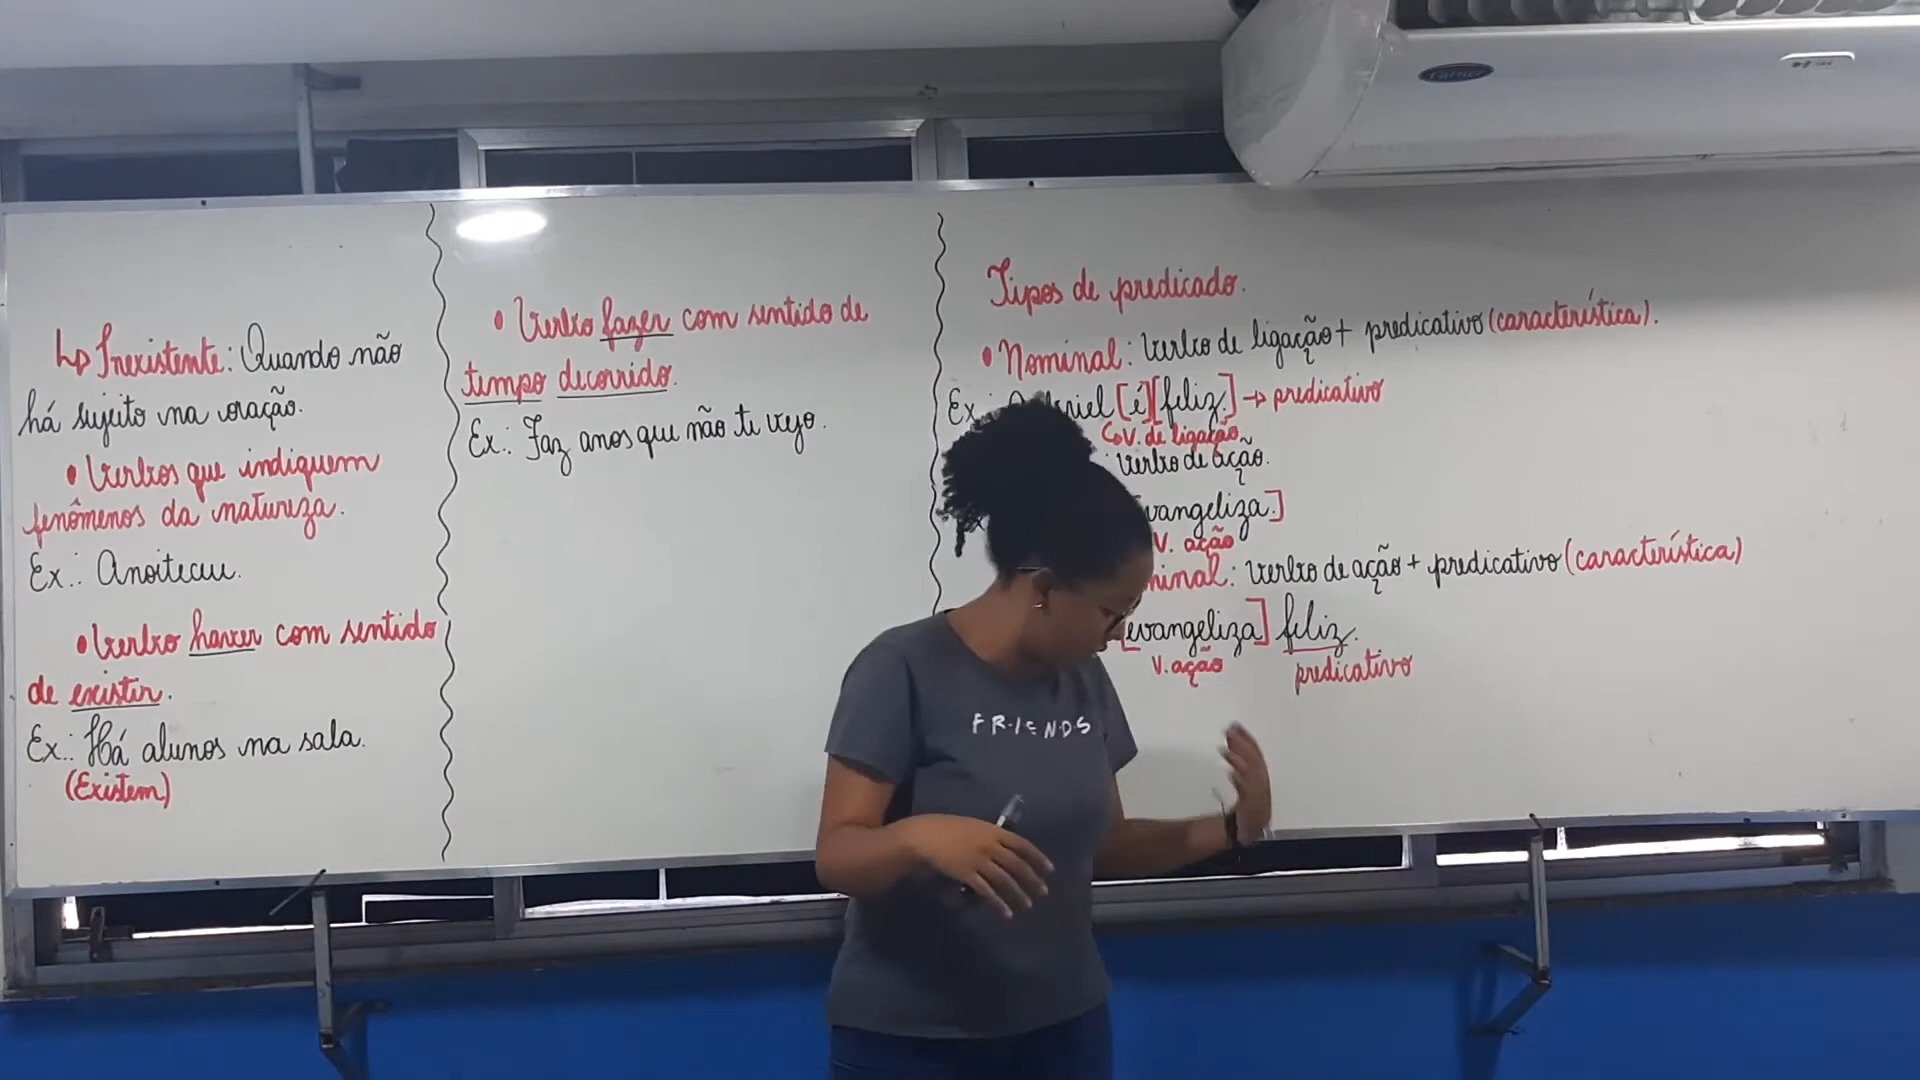 ↳ Inexistente: Quando não
há sujeito na oração.
• Verbos que indiquem
fenômenos da natureza.
Ex.: Anoiteceu.
• Verbo haver com sentido
de existir.
Ex.: Há alunos na sala.
(Existem)
• Verbo fazer com sentido de
tempo decorrido.
Ex.: Faz anos que não te vejo.
Tipos de predicado.
• Nominal: Verbo de ligação + predicativo (característica).
Ex.: [é][feliz.] → predicativo
V. de ligação
Verbo de ação.
vangeliza.]
V. ação
minal: Verbo de ação + predicativo (característica)
[evangeliza] feliz.
V. ação predicativo
FRIENDS
Carrier